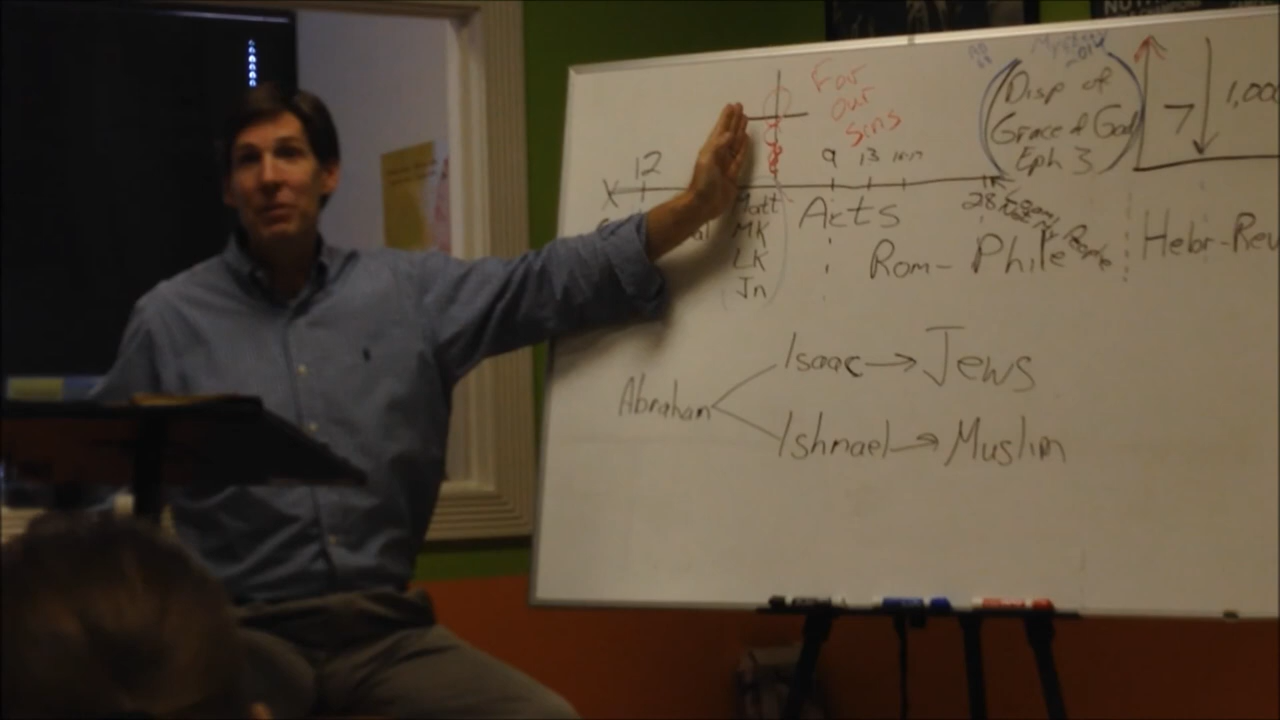 For
our
sins
Disp of
Grace of God
Eph 3
7
12
9 13
28
Matt
MK
LK
Jn
Acts
Rom- Phile
Hebr-Rev
Abraham
Isaac → Jews
Ishmael → Muslim